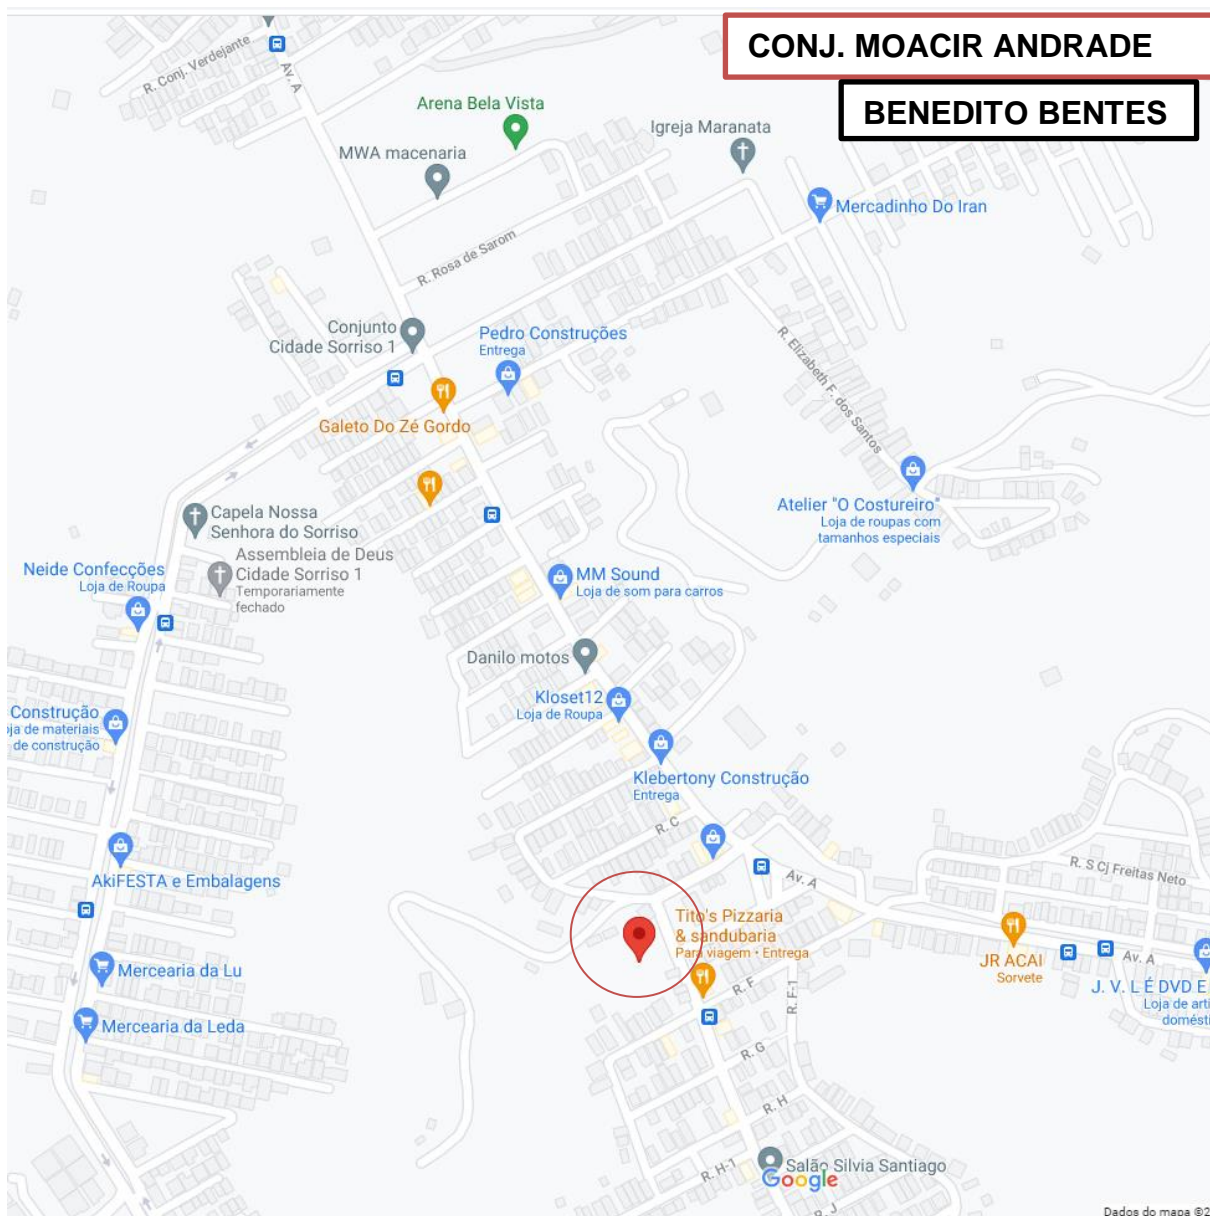 CONJ. MOACIR ANDRADE
BENEDITO BENTES
R. Conj. Verdejante
Av. A
Arena Bela Vista
MWA macenaria
Igreja Maranata
Mercadinho Do Iran
R. Rosa de Sarom
Conjunto
Cidade Sorriso 1
Pedro Construções
Entrega
R. Elizabeth F. dos Santos
Galeto Do Zé Gordo
Capela Nossa
Senhora do Sorriso
Atelier "O Costureiro"
Loja de roupas com
tamanhos especiais
Assembleia de Deus
Cidade Sorriso 1
Temporariamente
fechado
Neide Confecções
Loja de Roupa
MM Sound
Loja de som para carros
Danilo motos
Kloset12
Loja de Roupa
Construção
ja de materiais
de construção
Klebertony Construção
Entrega
R. C
AkiFESTA e Embalagens
Av. A
R. S Cj Freitas Neto
Tito's Pizzaria
& sandubaria
Para viagem • Entrega
JR ACAI
Sorvete
Av. A
Mercearia da Lu
R. F
R. F-1
J. V. L É DVD E
Loja de arti
domésti
Mercearia da Leda
R. G
R. H
R. H-1
Salão Silvia Santiago
Google
R. J
Dados do mapa ©2